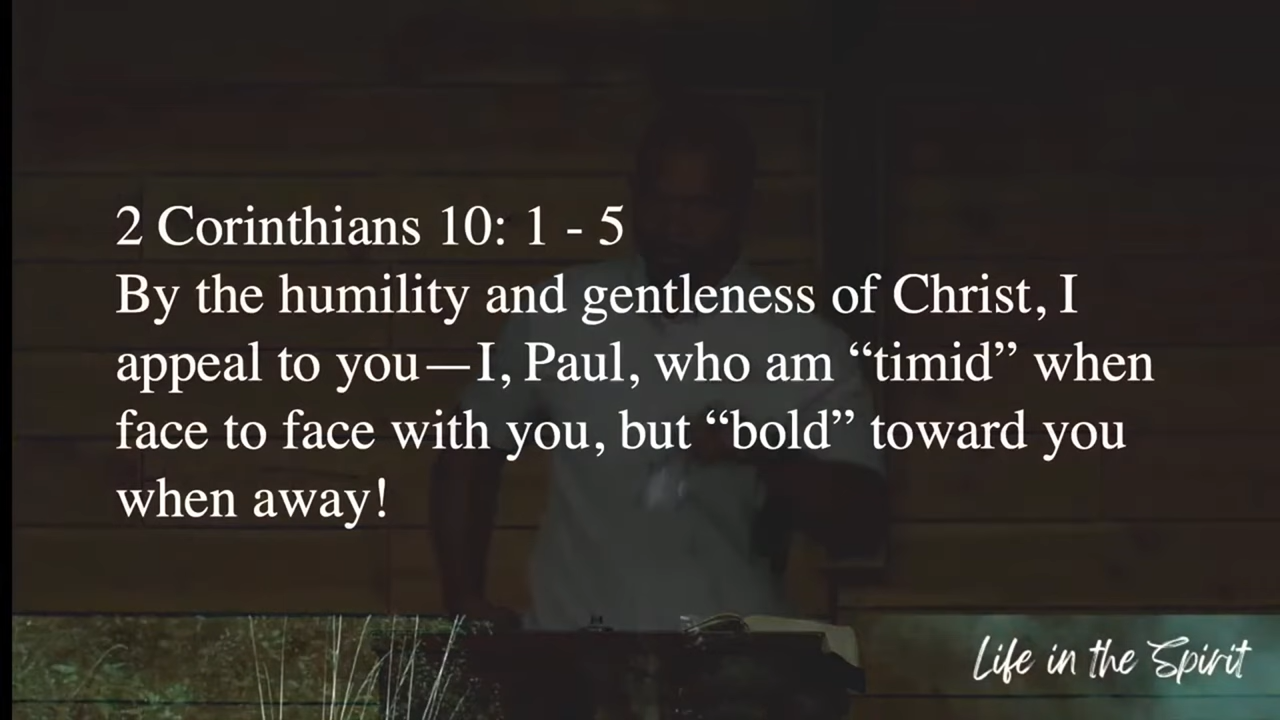 2 Corinthians 10: 1 - 5
By the humility and gentleness of Christ, I
appeal to you—I, Paul, who am “timid” when
face to face with you, but “bold” toward you
when away!
Life in the Spirit